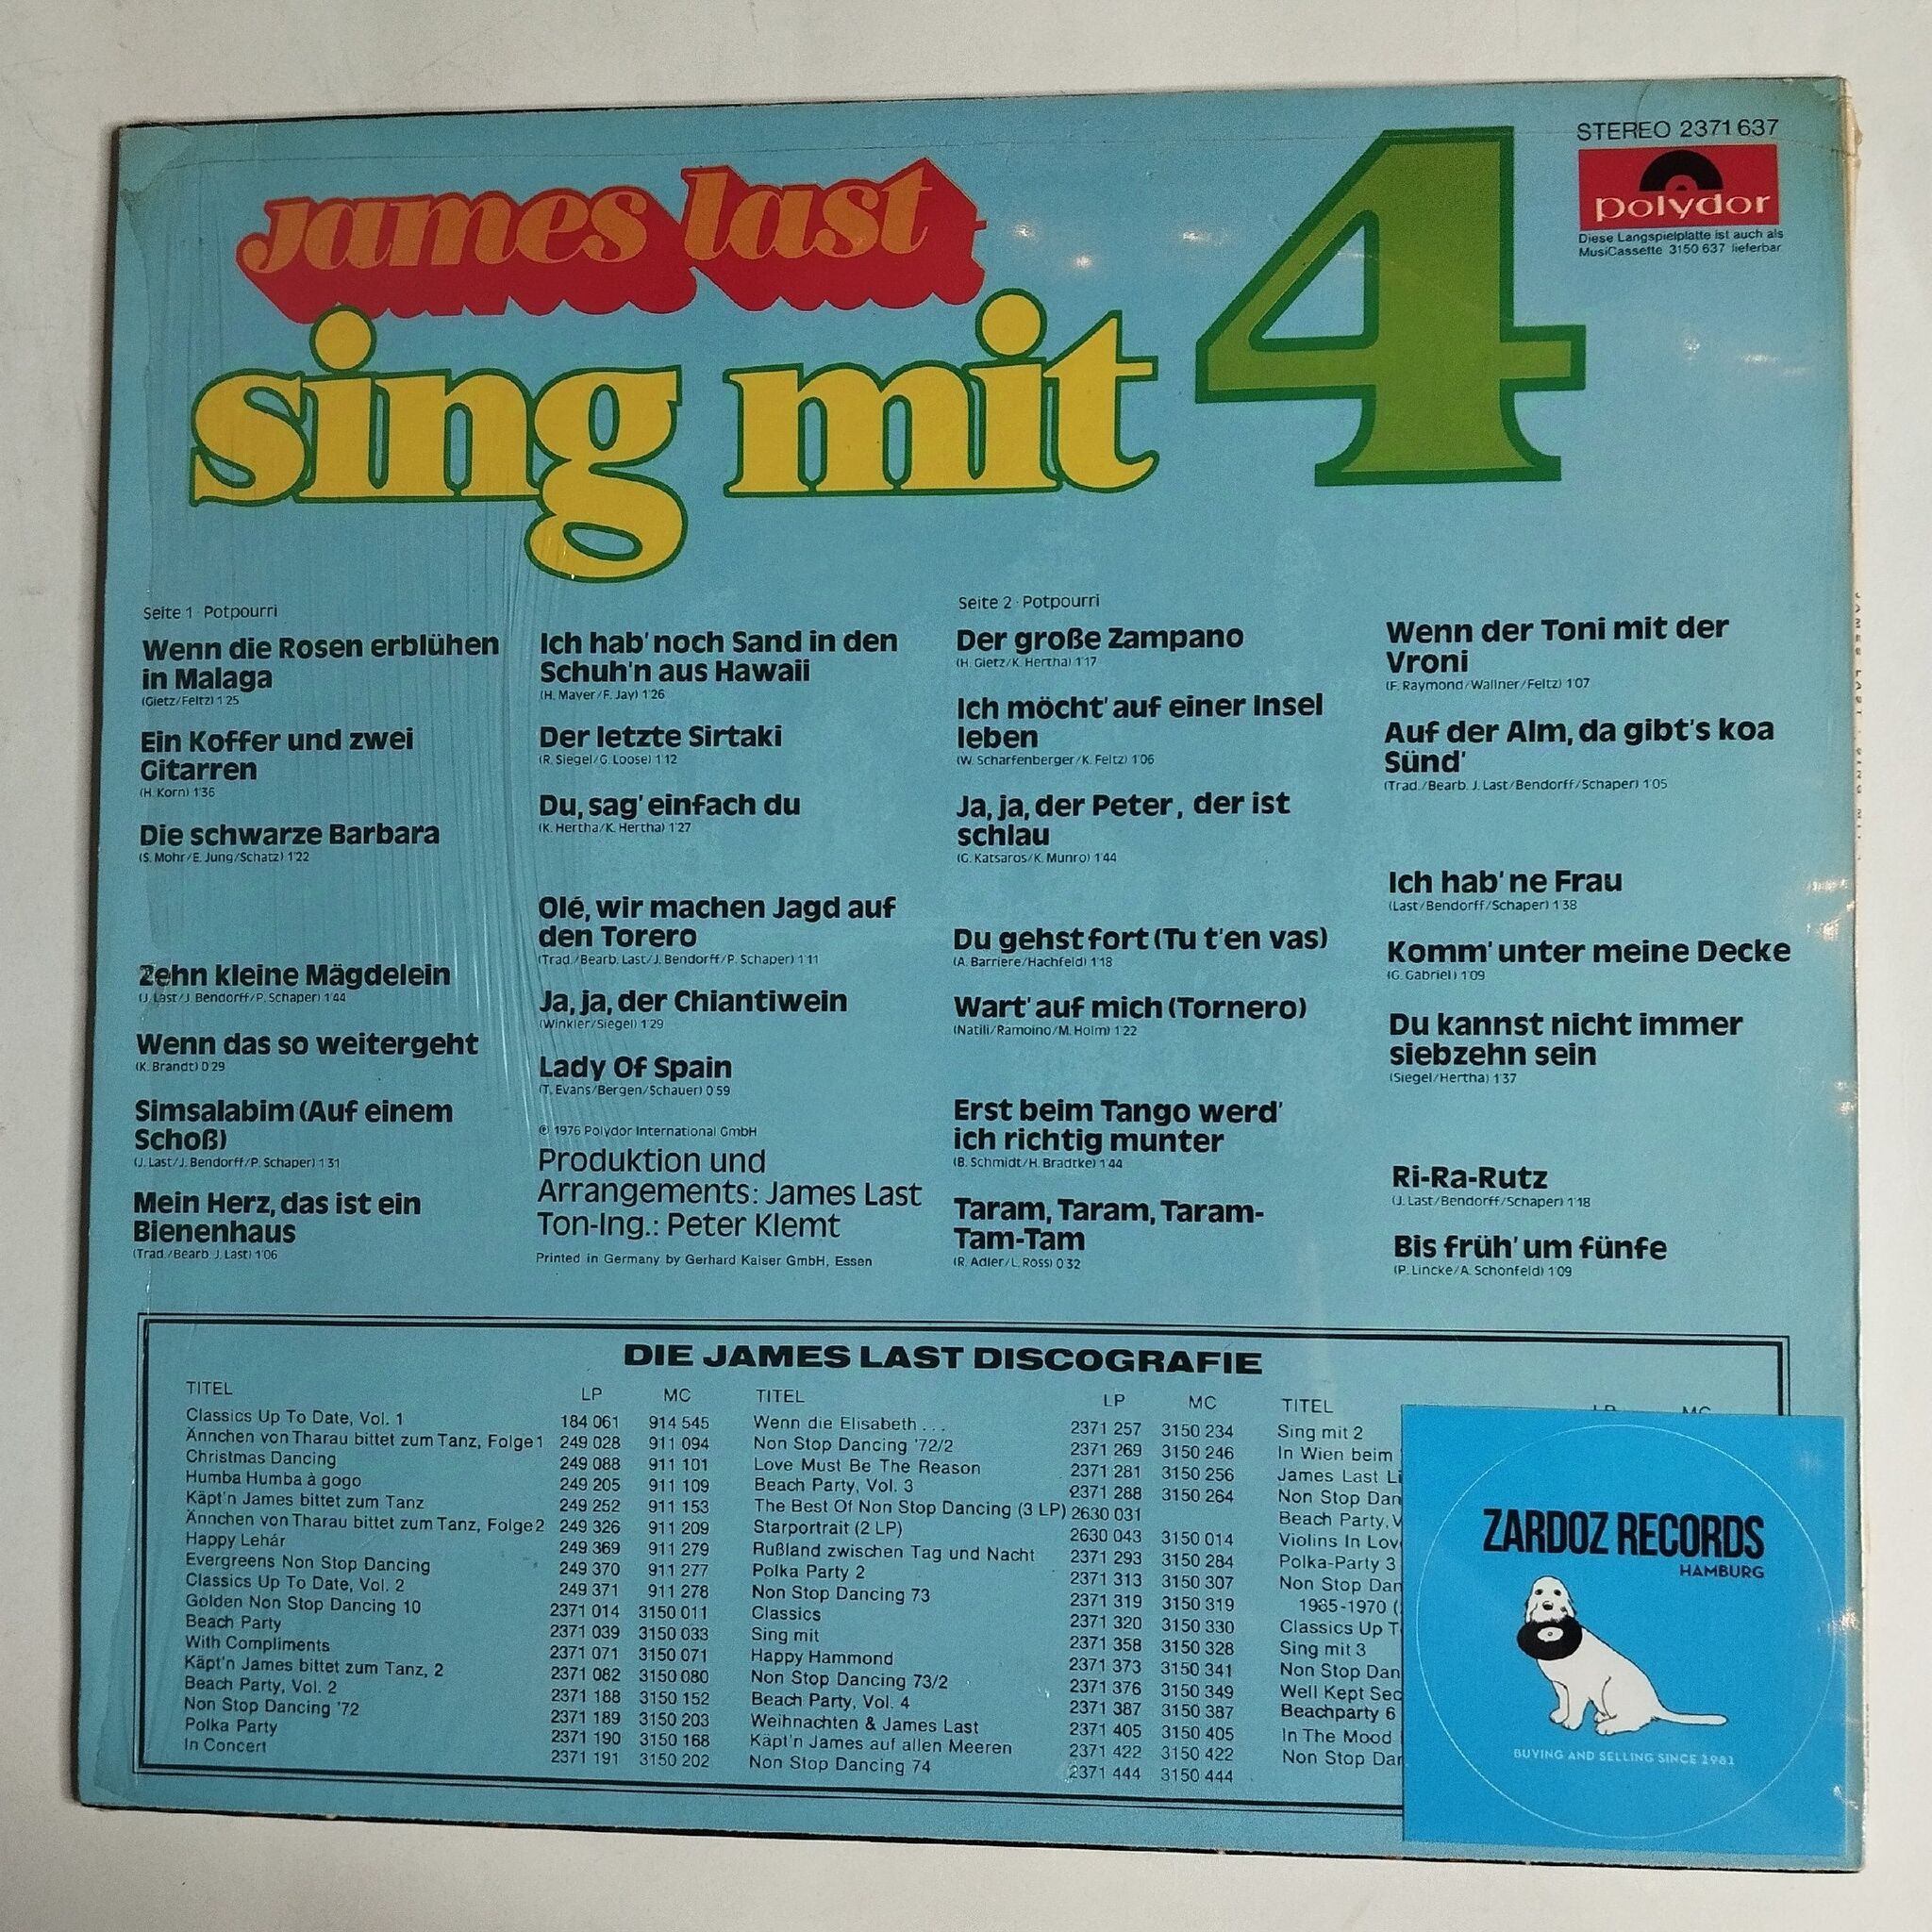 STEREO 2371 637
polydor
Diese Langspielplatte ist auch als
MusiCassette 3150 637 lieferbar
james last
sing mit 4
Seite 1 · Potpourri
Wenn die Rosen erblühen
in Malaga
(Gietz/Feltz) 1'25
Ein Koffer und zwei
Gitarren
(H. Korn) 1'36
Die schwarze Barbara
(S. Mohr/E. Jung/Schatz) 1'22
Zehn kleine Mägdelein
(J. Last/J. Bendorff/P. Schaper) 1'44
Wenn das so weitergeht
(K. Brandt) 0'29
Simsalabim (Auf einem
Schoß)
(J. Last/J. Bendorff/P. Schaper) 1'31
Mein Herz, das ist ein
Bienenhaus
(Trad./Bearb. J. Last) 1'06
Ich hab' noch Sand in den
Schuh'n aus Hawaii
(H. Mayer/F. Jay) 1'26
Der letzte Sirtaki
(R. Siegel/G. Loose) 1'12
Du, sag' einfach du
(K. Hertha/K. Hertha) 1'27
Olé, wir machen Jagd auf
den Torero
(Trad./Bearb. Last/J. Bendorff/P. Schaper) 1'11
Ja, ja, der Chiantiwein
(Winkler/Siegel) 1'29
Lady Of Spain
(T. Evans/Bergen/Schauer) 0'59
℗ 1976 Polydor International GmbH
Produktion und
Arrangements: James Last
Ton-Ing.: Peter Klemt
Printed in Germany by Gerhard Kaiser GmbH, Essen
Seite 2 · Potpourri
Der große Zampano
(H. Gietz/K. Hertha) 1'17
Ich möcht' auf einer Insel
leben
(W. Scharfenberger/K. Feltz) 1'06
Ja, ja, der Peter, der ist
schlau
(G. Katsaros/K. Munro) 1'44
Du gehst fort (Tu t'en vas)
(A. Barriere/Hachfeld) 1'18
Wart' auf mich (Tornero)
(Natili/Ramoino/M. Holm) 1'22
Erst beim Tango werd'
ich richtig munter
(B. Schmidt/H. Bradtke) 1'44
Taram, Taram, Taram-
Tam-Tam
(R. Adler/L. Ross) 0'32
Wenn der Toni mit der
Vroni
(F. Raymond/Wallner/Feltz) 1'07
Auf der Alm, da gibt's koa
Sünd'
(Trad./Bearb. J. Last/Bendorff/Schaper) 1'05
Ich hab' ne Frau
(Last/Bendorff/Schaper) 1'38
Komm' unter meine Decke
(G. Gabriel) 1'09
Du kannst nicht immer
siebzehn sein
(Siegel/Hertha) 1'37
Ri-Ra-Rutz
(J. Last/Bendorff/Schaper) 1'18
Bis früh' um fünfe
(P. Lincke/A. Schönfeld) 1'09
DIE JAMES LAST DISCOGRAFIE
TITEL LP MC
Classics Up To Date, Vol. 1 184 061 914 545
Ännchen von Tharau bittet zum Tanz, Folge 1 249 028 911 094
Christmas Dancing 249 088 911 101
Humba Humba à gogo 249 205 911 109
Käpt'n James bittet zum Tanz 249 252 911 153
Ännchen von Tharau bittet zum Tanz, Folge 2 249 326 911 209
Happy Lehár 249 369 911 279
Evergreens Non Stop Dancing 249 370 911 277
Classics Up To Date, Vol. 2 249 371 911 278
Golden Non Stop Dancing 10 2371 014 3150 011
Beach Party 2371 039 3150 033
With Compliments 2371 071 3150 071
Käpt'n James bittet zum Tanz, 2 2371 082 3150 080
Beach Party, Vol. 2 2371 188 3150 152
Non Stop Dancing '72 2371 189 3150 203
Polka Party 2371 190 3150 168
In Concert 2371 191 3150 202
TITEL LP MC
Wenn die Elisabeth . . . 2371 257 3150 234
Non Stop Dancing '72/2 2371 269 3150 246
Love Must Be The Reason 2371 281 3150 256
Beach Party, Vol. 3 2371 288 3150 264
The Best Of Non Stop Dancing (3 LP) 2630 031
Starportrait (2 LP) 2630 043 3150 014
Rußland zwischen Tag und Nacht 2371 293 3150 284
Polka Party 2 2371 313 3150 307
Non Stop Dancing 73 2371 319 3150 319
Classics 2371 320 3150 330
Sing mit 2371 358 3150 328
Happy Hammond 2371 373 3150 341
Non Stop Dancing 73/2 2371 376 3150 349
Beach Party, Vol. 4 2371 387 3150 387
Weihnachten & James Last 2371 405 3150 405
Käpt'n James auf allen Meeren 2371 422 3150 422
Non Stop Dancing 74 2371 444 3150 444
TITEL
Sing mit 2
In Wien beim
James Last Li
Non Stop Dan
Beach Party, V
Violins In Lov
Polka-Party 3
Non Stop Dan
1965-1970 (
Classics Up T
Sing mit 3
Non Stop Dan
Well Kept Sec
Beachparty 6
In The Mood
Non Stop Dan
ZARDOZ RECORDS
HAMBURG
BUYING AND SELLING SINCE 1981